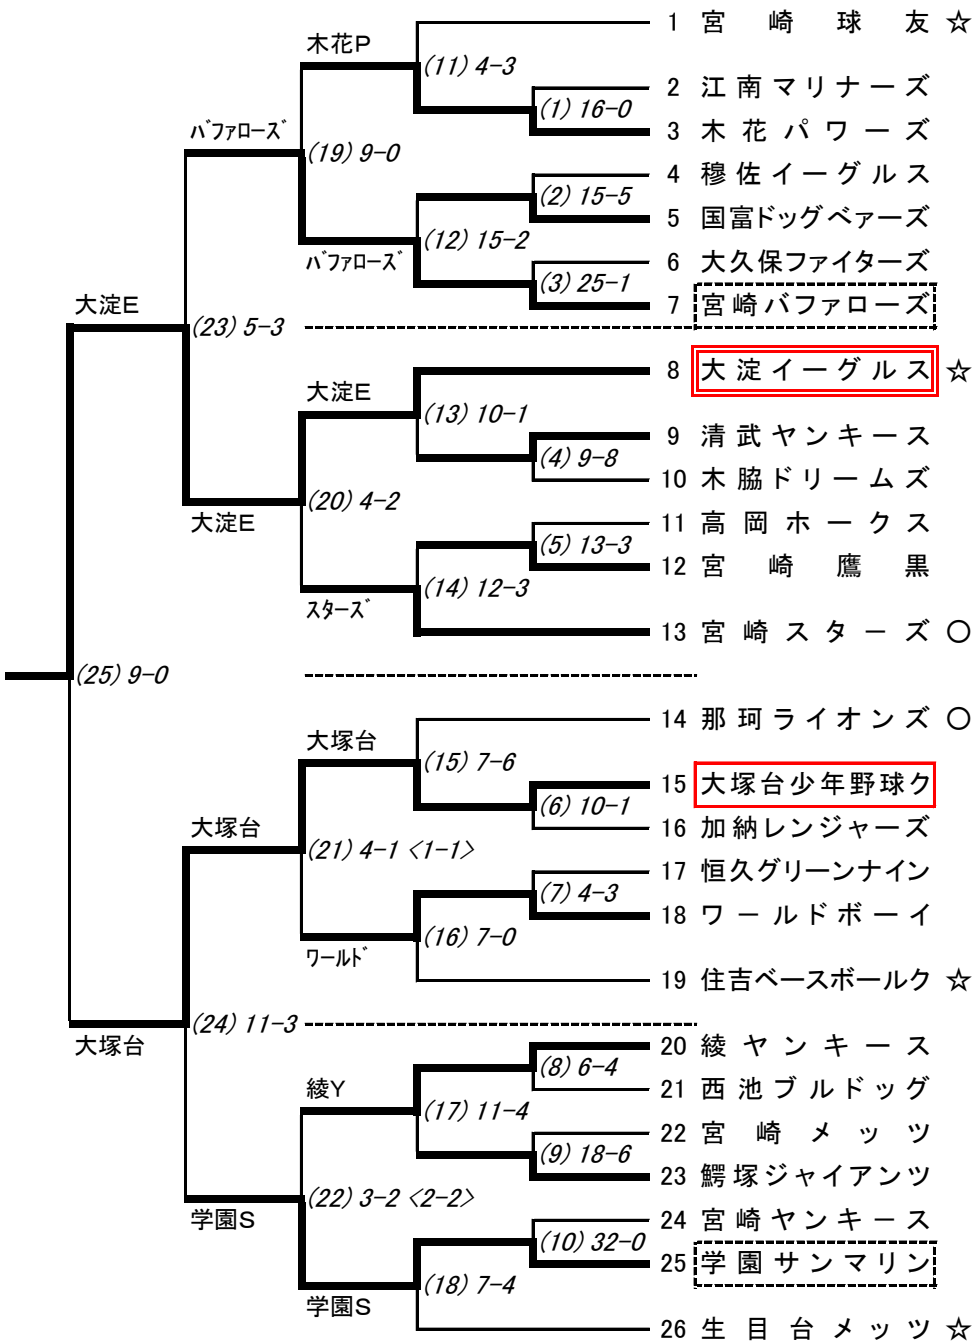 1 宮崎球友 ☆
木花P
(11) 4-3
2 江南マリナーズ
(1) 16-0
3 木花パワーズ
バファローズ
(19) 9-0
4 穆佐イーグルス
(2) 15-5
5 国富ドッグベァーズ
(12) 15-2
バファローズ
6 大久保ファイターズ
(3) 25-1
7 宮崎バファローズ
大淀E
(23) 5-3
8 大淀イーグルス ☆
大淀E
(13) 10-1
9 清武ヤンキース
(4) 9-8
10 木脇ドリームズ
(20) 4-2
大淀E
11 高岡ホークス
(5) 13-3
12 宮崎鷹黒
(14) 12-3
スターズ
13 宮崎スターズ ○
(25) 9-0
14 那珂ライオンズ ○
大塚台
(15) 7-6
15 大塚台少年野球ク
(6) 10-1
16 加納レンジャーズ
大塚台
(21) 4-1 <1-1>
17 恒久グリーンナイン
(7) 4-3
18 ワールドボーイ
(16) 7-0
ワールド
19 住吉ベースボールク ☆
(24) 11-3
大塚台
20 綾ヤンキース
(8) 6-4
21 西池ブルドッグ
綾Y
(17) 11-4
22 宮崎メッツ
(9) 18-6
23 鰐塚ジャイアンツ
(22) 3-2 <2-2>
学園S
24 宮崎ヤンキース
(10) 32-0
25 学園サンマリン
(18) 7-4
学園S
26 生目台メッツ ☆